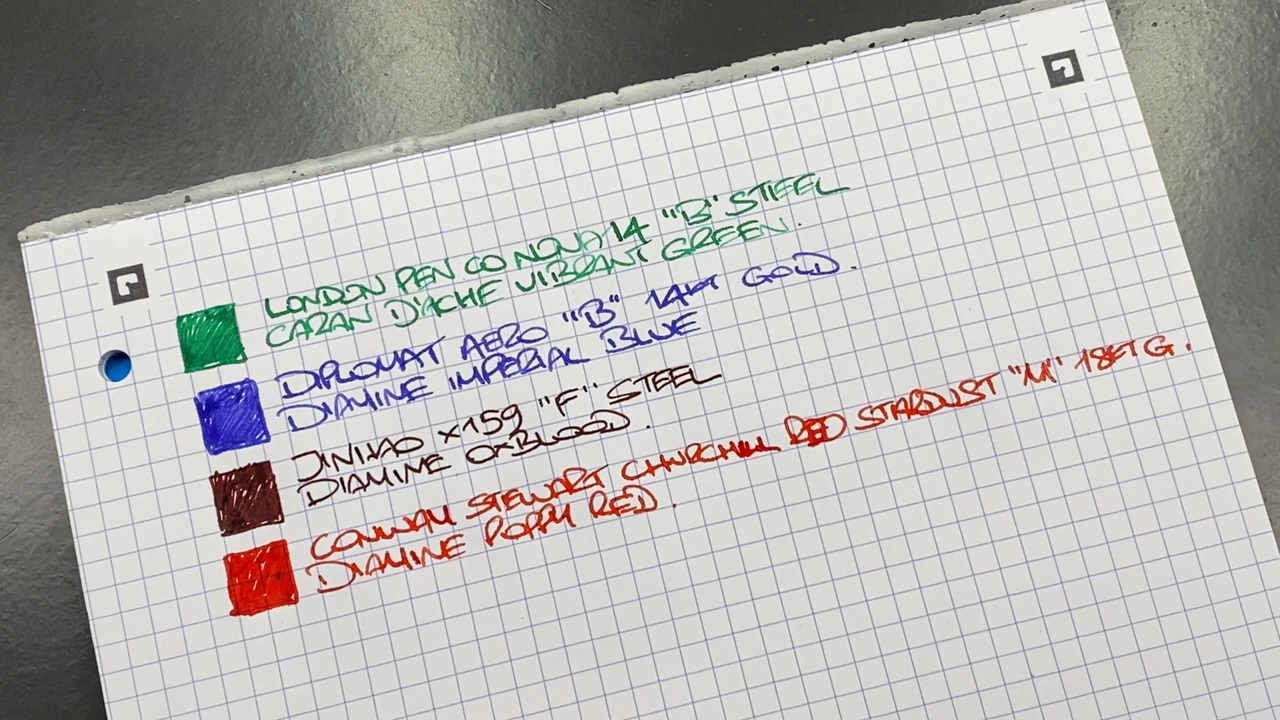 LONDON PEN CO NOVA 14 "B" STEEL
CARAN D'ACHE VIBRANT GREEN.
DIPLOMAT AERO "B" 14KT GOLD.
DIAMINE IMPERIAL BLUE
JINHAO X159 "F" STEEL
DIAMINE OXBLOOD.
CONWAY STEWART CHURCHILL RED STARDUST "M" 18KT G.
DIAMINE POPPY RED.